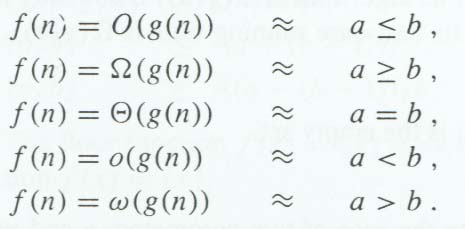 f(n) = O(g(n)) ≈ a ≤ b ,
f(n) = Ω(g(n)) ≈ a ≥ b ,
f(n) = Θ(g(n)) ≈ a = b ,
f(n) = o(g(n)) ≈ a < b ,
f(n) = ω(g(n)) ≈ a > b .